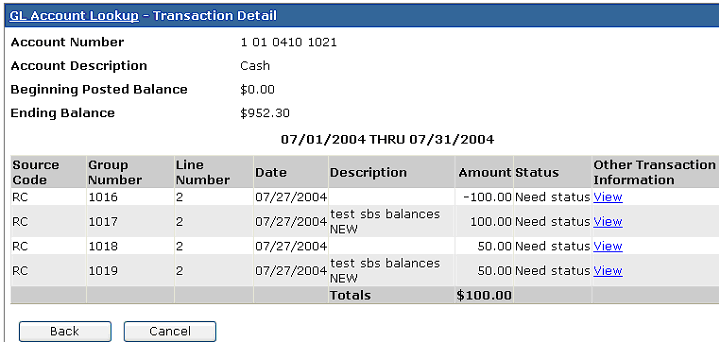 GL Account Lookup - Transaction Detail
Account Number 1 01 0410 1021
Account Description Cash
Beginning Posted Balance $0.00
Ending Balance $952.30
07/01/2004 THRU 07/31/2004
Source Code Group Number Line Number Date Description Amount Status Other Transaction Information
RC 1016 2 07/27/2004 -100.00 Need status View
RC 1017 2 07/27/2004 test sbs balances NEW 100.00 Need status View
RC 1018 2 07/27/2004 50.00 Need status View
RC 1019 2 07/27/2004 test sbs balances NEW 50.00 Need status View
Totals $100.00
Back Cancel